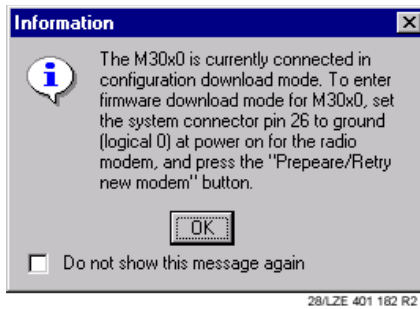 Information
The M30x0 is currently connected in
configuration download mode. To enter
firmware download mode for M30x0, set
the system connector pin 26 to ground
(logical 0) at power on for the radio
modem, and press the "Prepeare/Retry
new modem" button.
OK
Do not show this message again
28/LZE 401 182 R2